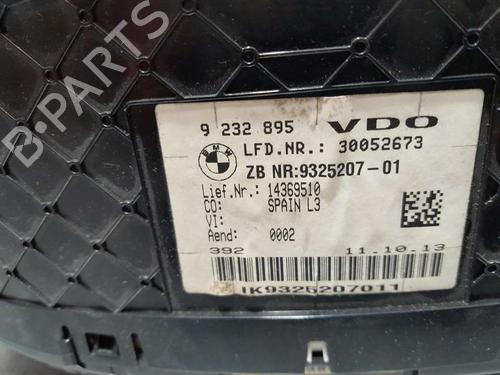 B-PARTS
9 232 895 VDO
BMW
LFD.NR.: 30052673
ZB NR:9325207-01
Lief.Nr.: 14369510
CO: SPAIN L3
VI:
Aend: 0002
392 11.10.13
IK9325207011